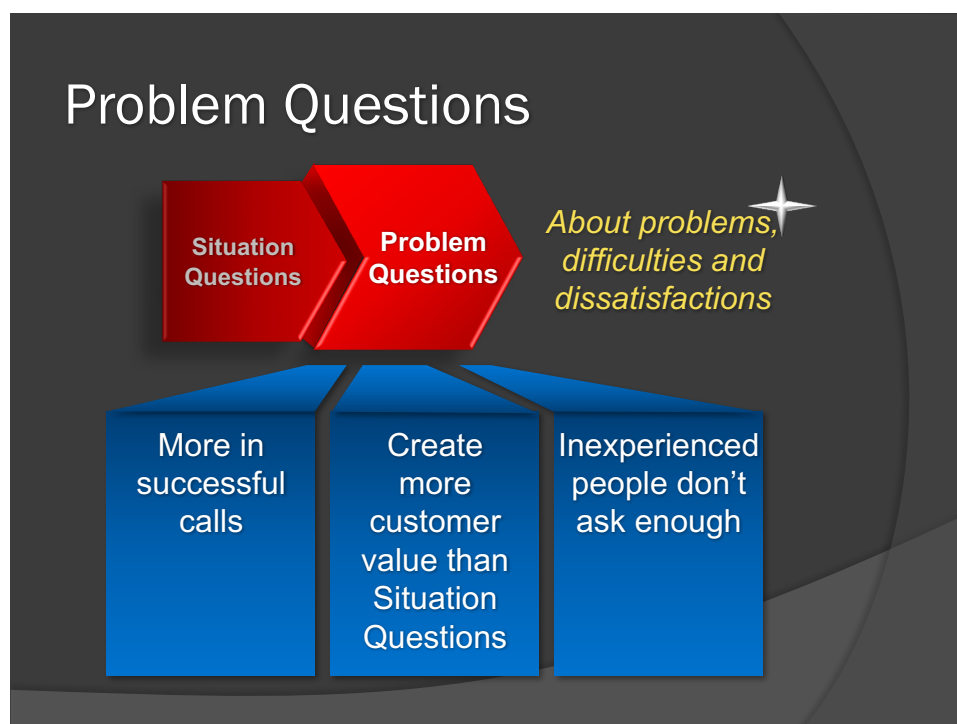 Problem Questions
Situation
Questions
Problem
Questions
About problems,
difficulties and
dissatisfactions
More in
successful
calls
Create
more
customer
value than
Situation
Questions
Inexperienced
people don’t
ask enough